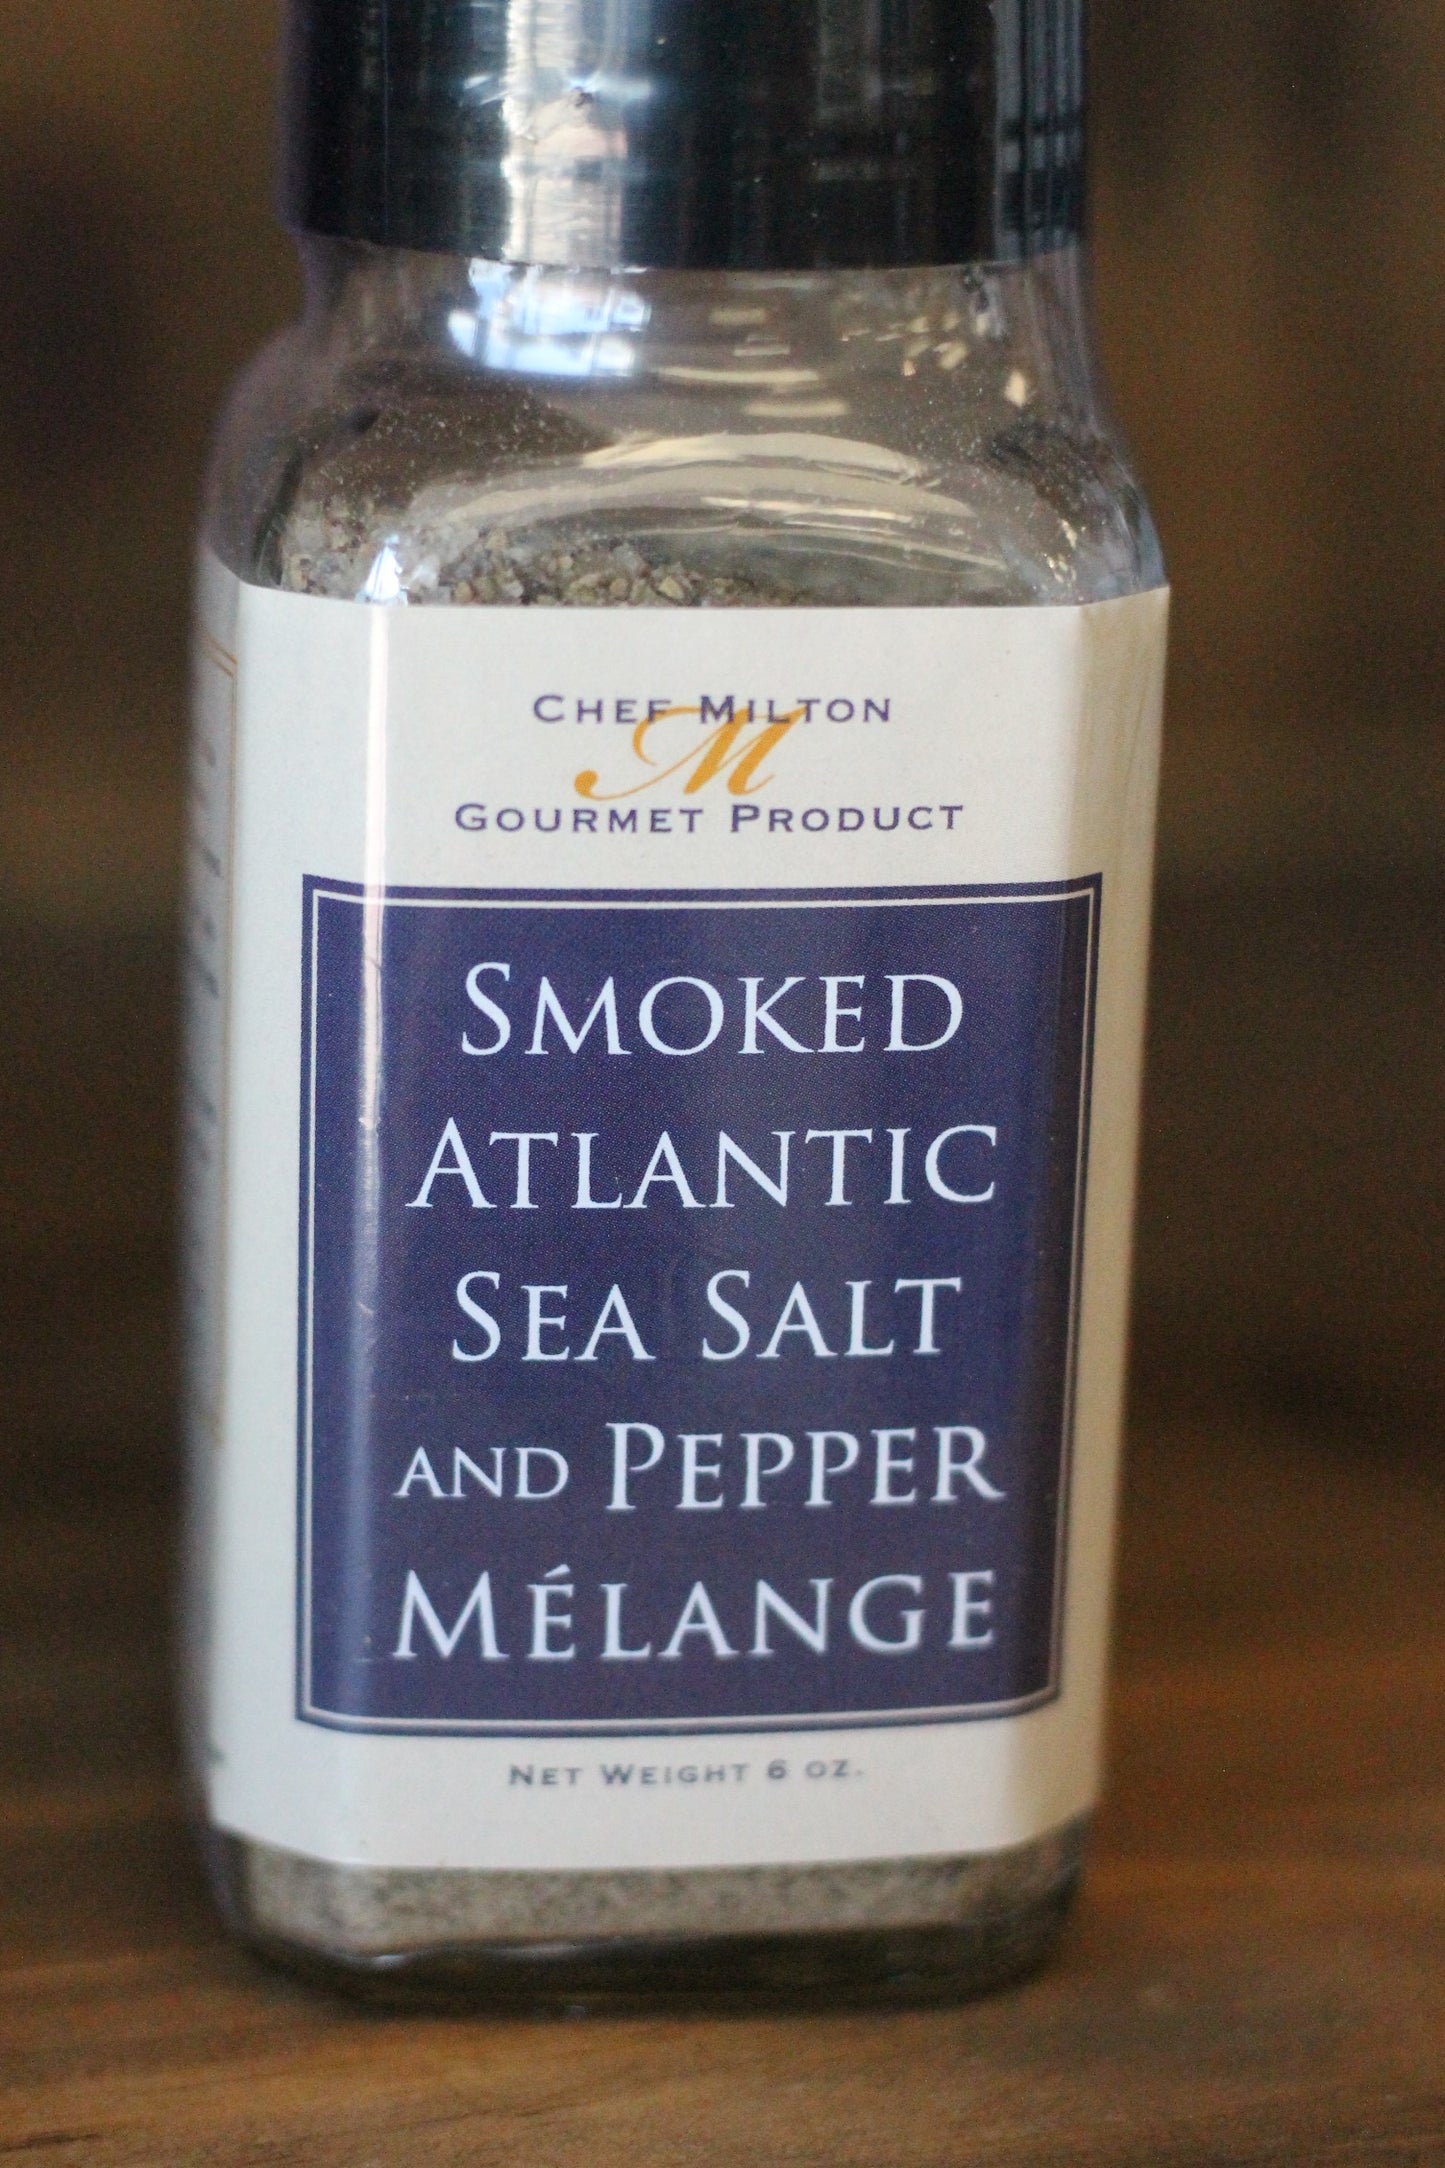 CHEF MILTON
M
GOURMET PRODUCT
SMOKED
ATLANTIC
SEA SALT
AND PEPPER
MÉLANGE
NET WEIGHT 6 OZ.